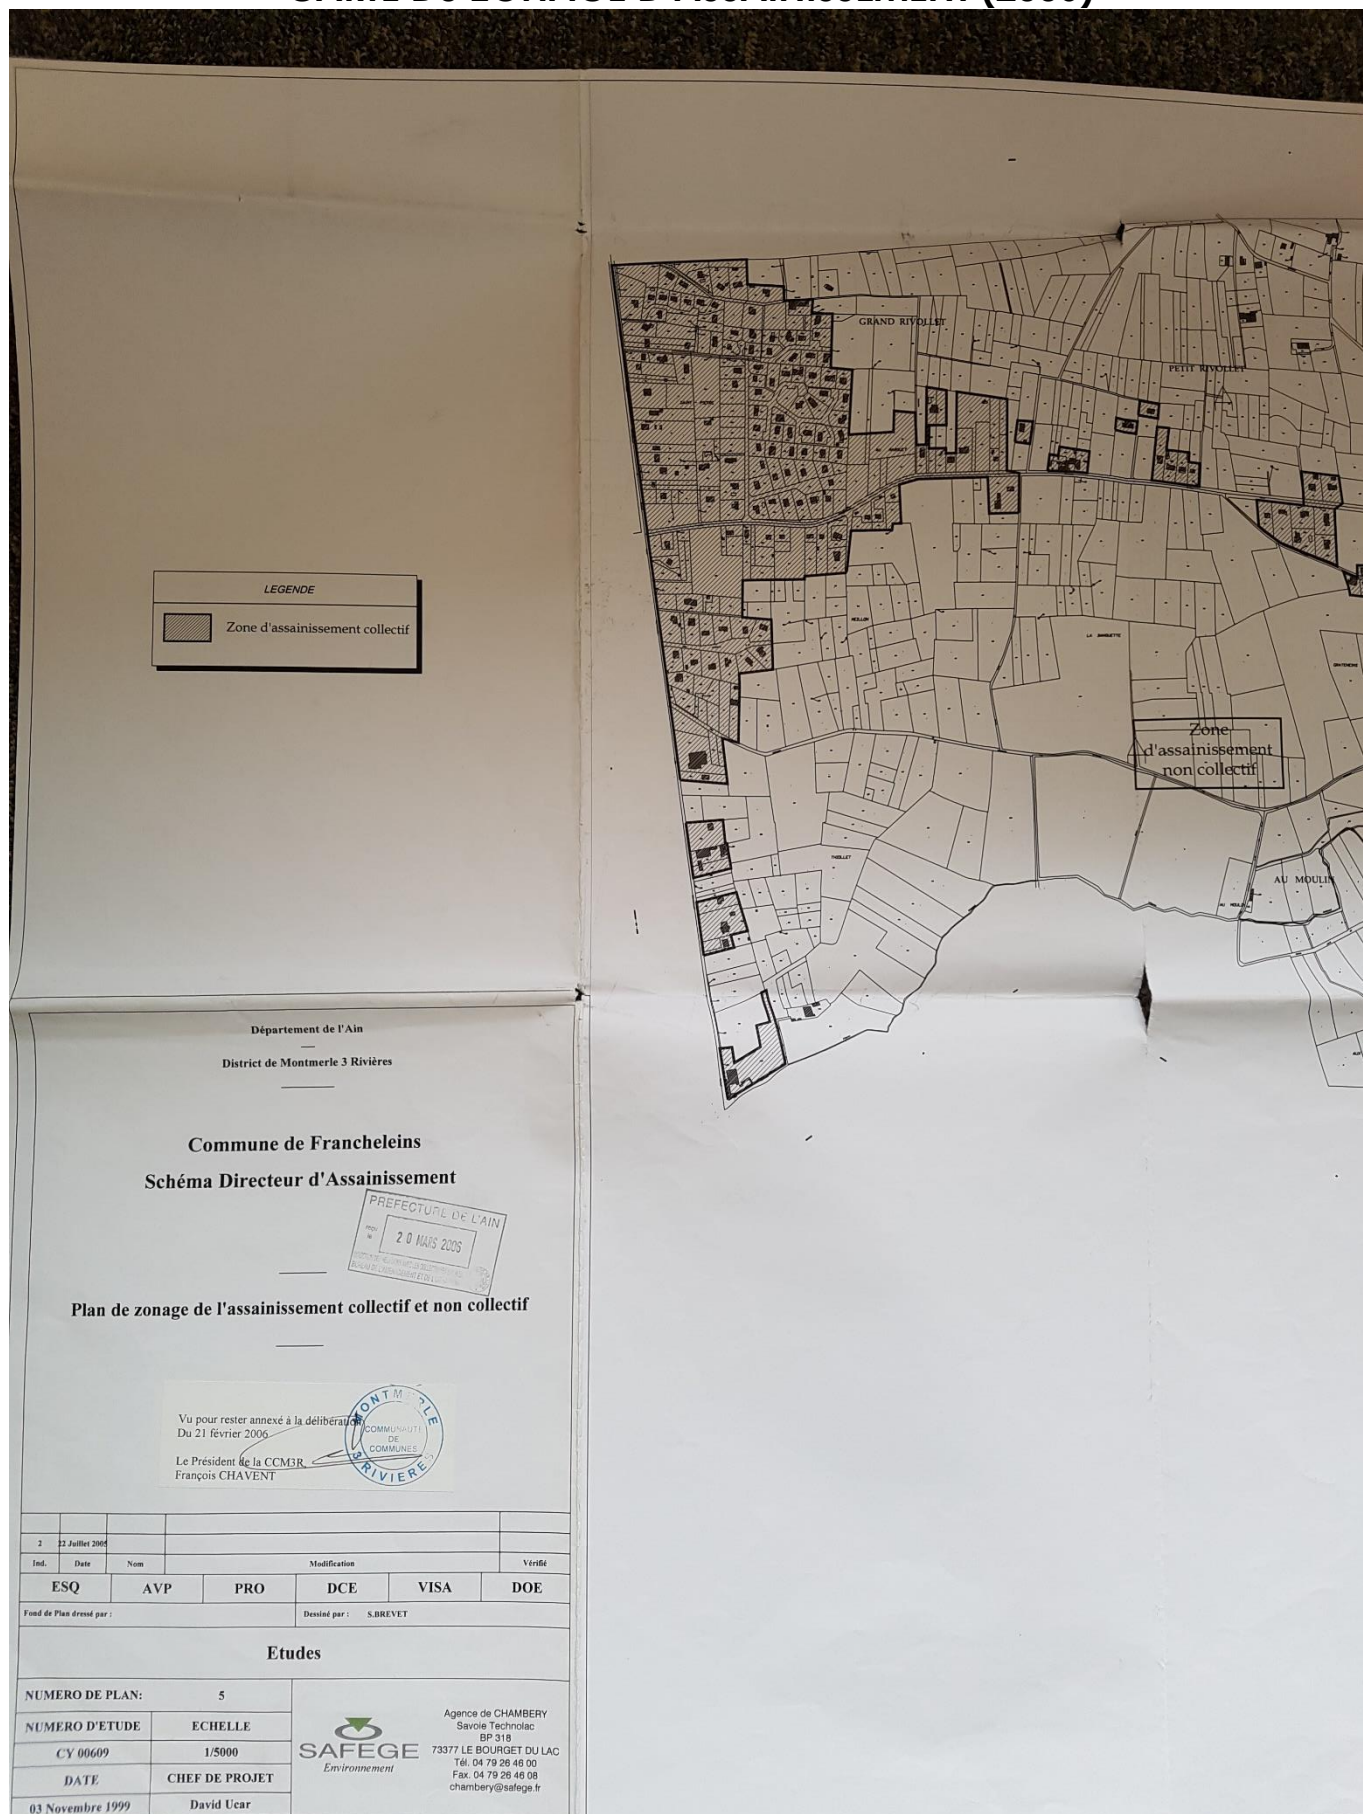 GRAND RIVOLLET
PETIT RIVOLLET
LEGENDE
Zone d'assainissement collectif
MEILLON
LA BANQUETTE
Zone
d'assainissement
non collectif
THEOLLET
AU MOULIN
Département de l'Ain
District de Montmerle 3 Rivières
Commune de Francheleins
Schéma Directeur d'Assainissement
PREFECTURE DE L'AIN
20 MARS 2006
Plan de zonage de l'assainissement collectif et non collectif
Vu pour rester annexé à la délibération
Du 21 février 2006
Le Président de la CCM3R,
François CHAVENT
MONTMERLE
COMMUNAUTE
DE
COMMUNES
3 RIVIERES
2 22 Juillet 2005
Ind. Date Nom Modification Vérifié
ESQ AVP PRO DCE VISA DOE
Fond de Plan dressé par : Dessiné par : S.BREVET
Etudes
NUMERO DE PLAN: 5
NUMERO D'ETUDE ECHELLE
CY 00609 1/5000
DATE CHEF DE PROJET
03 Novembre 1999 David Ucar
SAFEGE
Environnement
Agence de CHAMBERY
Savoie Technolac
BP 318
73377 LE BOURGET DU LAC
Tél. 04 79 26 46 00
Fax. 04 79 26 46 08
chambery@safege.fr